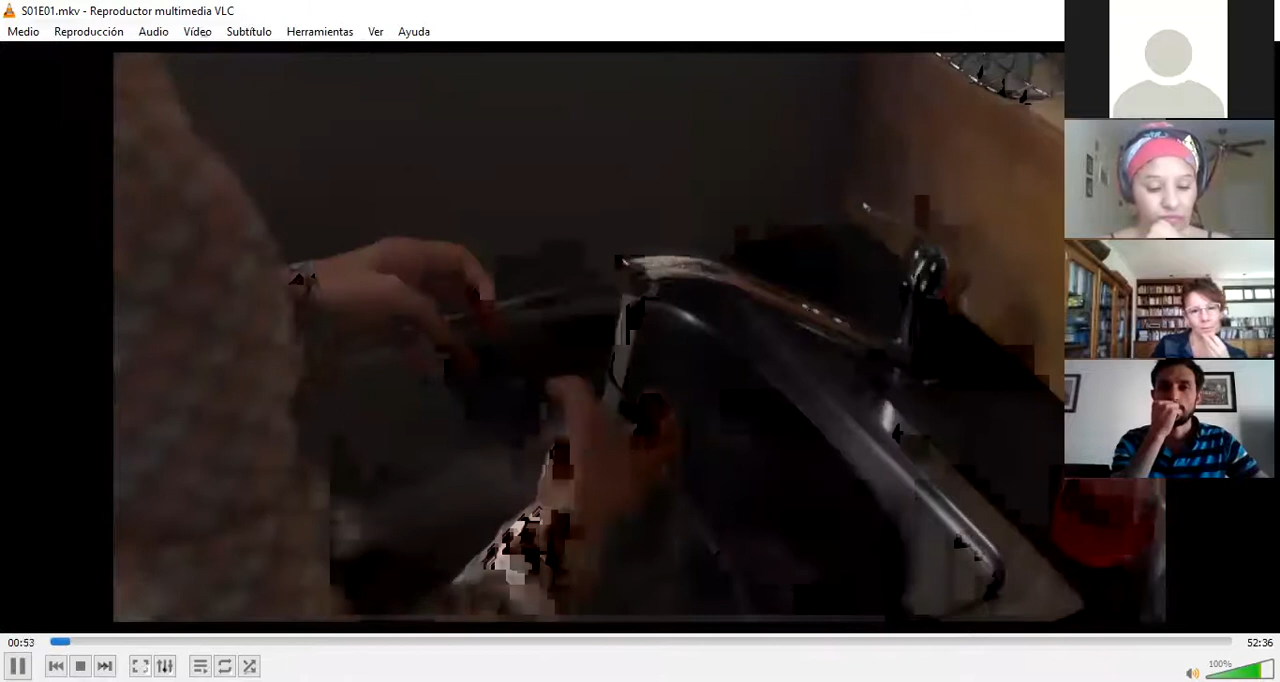 S01E01.mkv - Reproductor multimedia VLC
Medio Reproducción Audio Vídeo Subtítulo Herramientas Ver Ayuda
00:53
52:36
100%